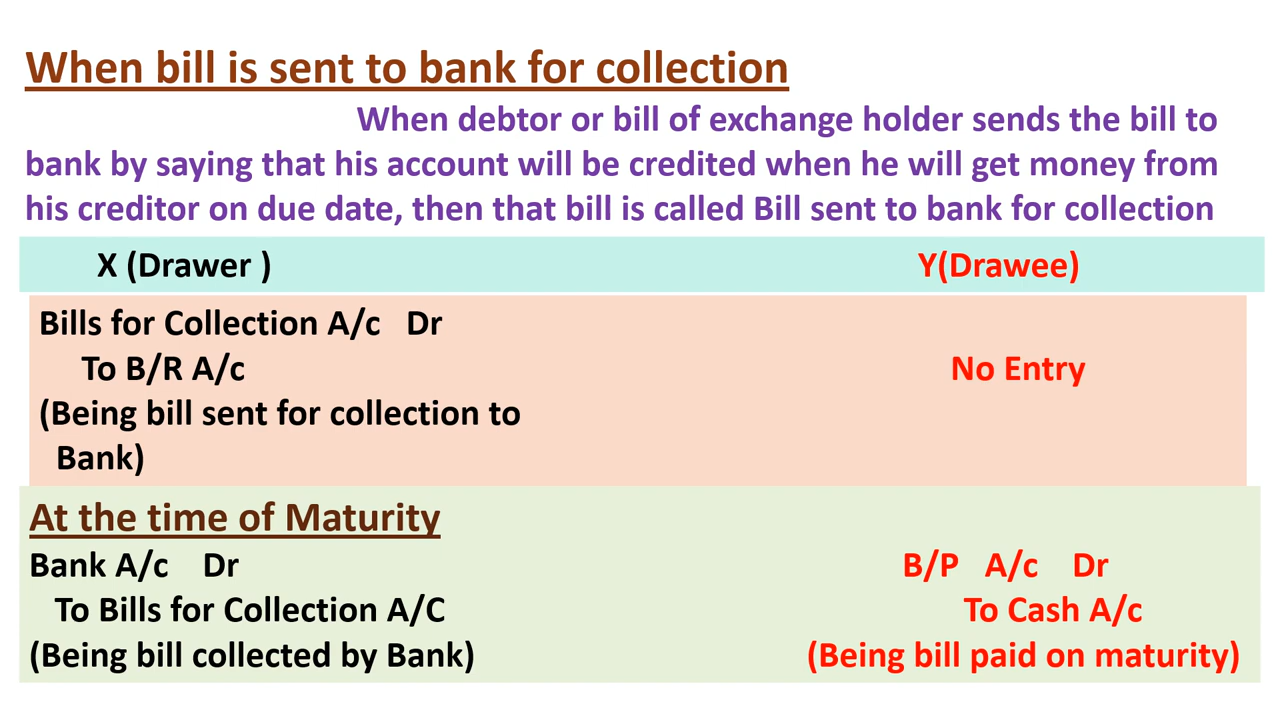 When bill is sent to bank for collection
When debtor or bill of exchange holder sends the bill to
bank by saying that his account will be credited when he will get money from
his creditor on due date, then that bill is called Bill sent to bank for collection
X (Drawer ) Y(Drawee)
Bills for Collection A/c Dr
To B/R A/c No Entry
(Being bill sent for collection to
Bank)
At the time of Maturity
Bank A/c Dr B/P A/c Dr
To Bills for Collection A/C To Cash A/c
(Being bill collected by Bank) (Being bill paid on maturity)